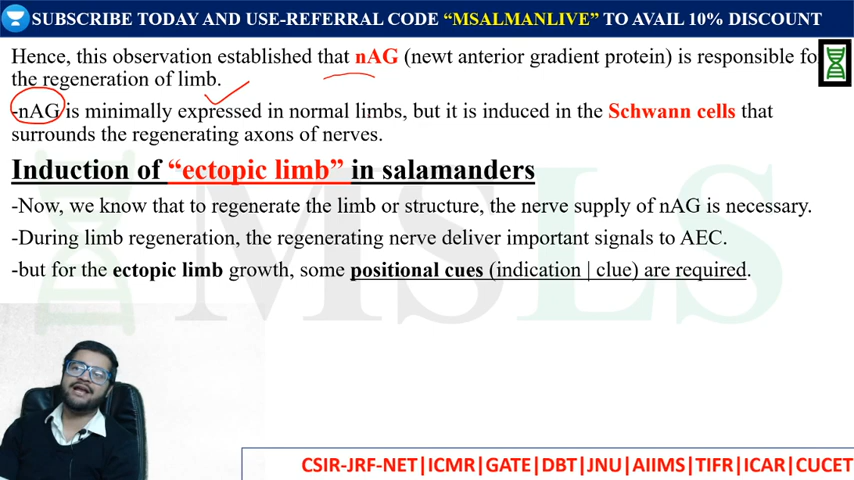 SUBSCRIBE TODAY AND USE-REFERRAL CODE “MSALMANLIVE” TO AVAIL 10% DISCOUNT
Hence, this observation established that nAG (newt anterior gradient protein) is responsible fo
the regeneration of limb.
-nAG is minimally expressed in normal limbs, but it is induced in the Schwann cells that
surrounds the regenerating axons of nerves.
Induction of “ectopic limb” in salamanders
-Now, we know that to regenerate the limb or structure, the nerve supply of nAG is necessary.
-During limb regeneration, the regenerating nerve deliver important signals to AEC.
-but for the ectopic limb growth, some positional cues (indication | clue) are required.
MSLS
CSIR-JRF-NET|ICMR|GATE|DBT|JNU|AIIMS|TIFR|ICAR|CUCET